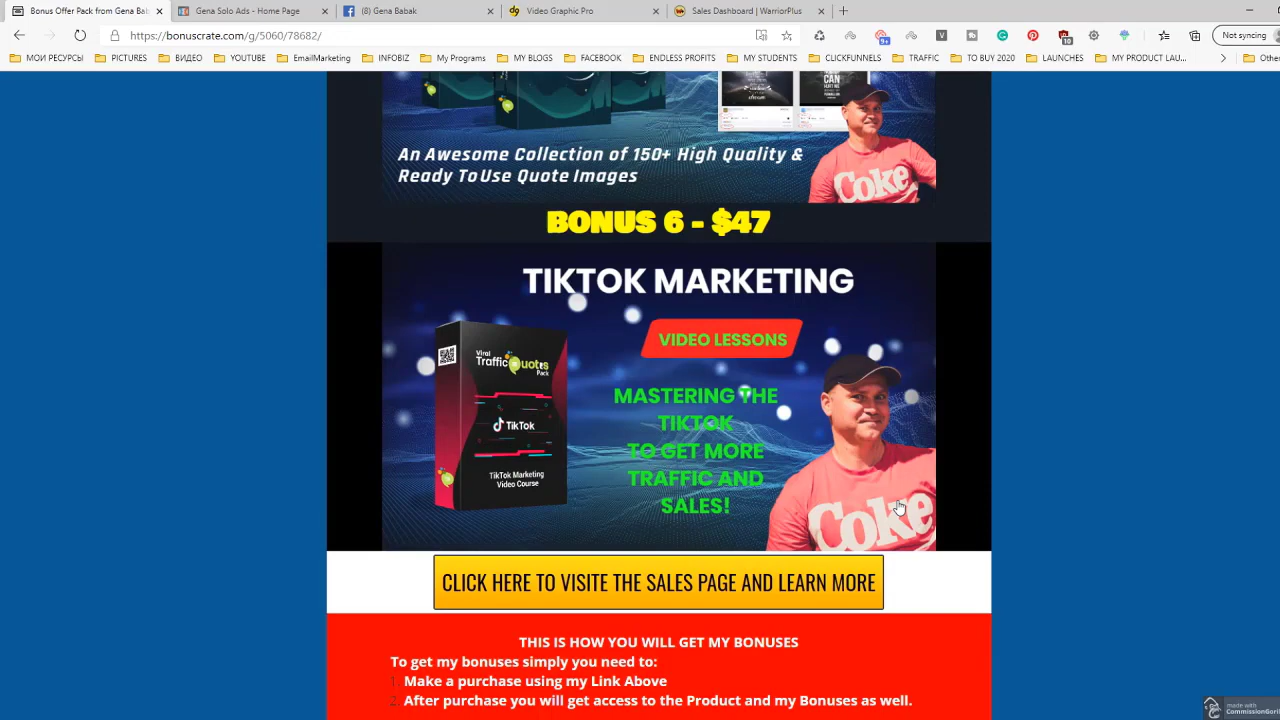 Bonus Offer Pack from Gena Bak
Gena Solo Ads - Home Page
(8) Gena Babak
Video Graphic Pro
Sales Dashboard | WarriorPlus
https://bonuscrate.com/g/5060/78682/
Not syncing
МОИ РЕСУРСЫ
PICTURES
ВИДЕО
YOUTUBE
EmailMarketing
INFOBIZ
My Programs
MY BLOGS
FACEBOOK
ENDLESS PROFITS
MY STUDENTS
CLICKFUNNELS
TRAFFIC
TO BUY 2020
LAUNCHES
MY PRODUCT LAU...
An Awesome Collection of 150+ High Quality &
Ready To Use Quote Images
Coke
BONUS 6 - $47
TIKTOK MARKETING
VIDEO LESSONS
MASTERING THE
TIKTOK
TO GET MORE
TRAFFIC AND
SALES!
Viral
Traffic Quotes
Pack
TikTok
TikTok Marketing
Video Course
Coke
CLICK HERE TO VISITE THE SALES PAGE AND LEARN MORE
THIS IS HOW YOU WILL GET MY BONUSES
To get my bonuses simply you need to:
1. Make a purchase using my Link Above
2. After purchase you will get access to the Product and my Bonuses as well.
made with
CommissionGoril